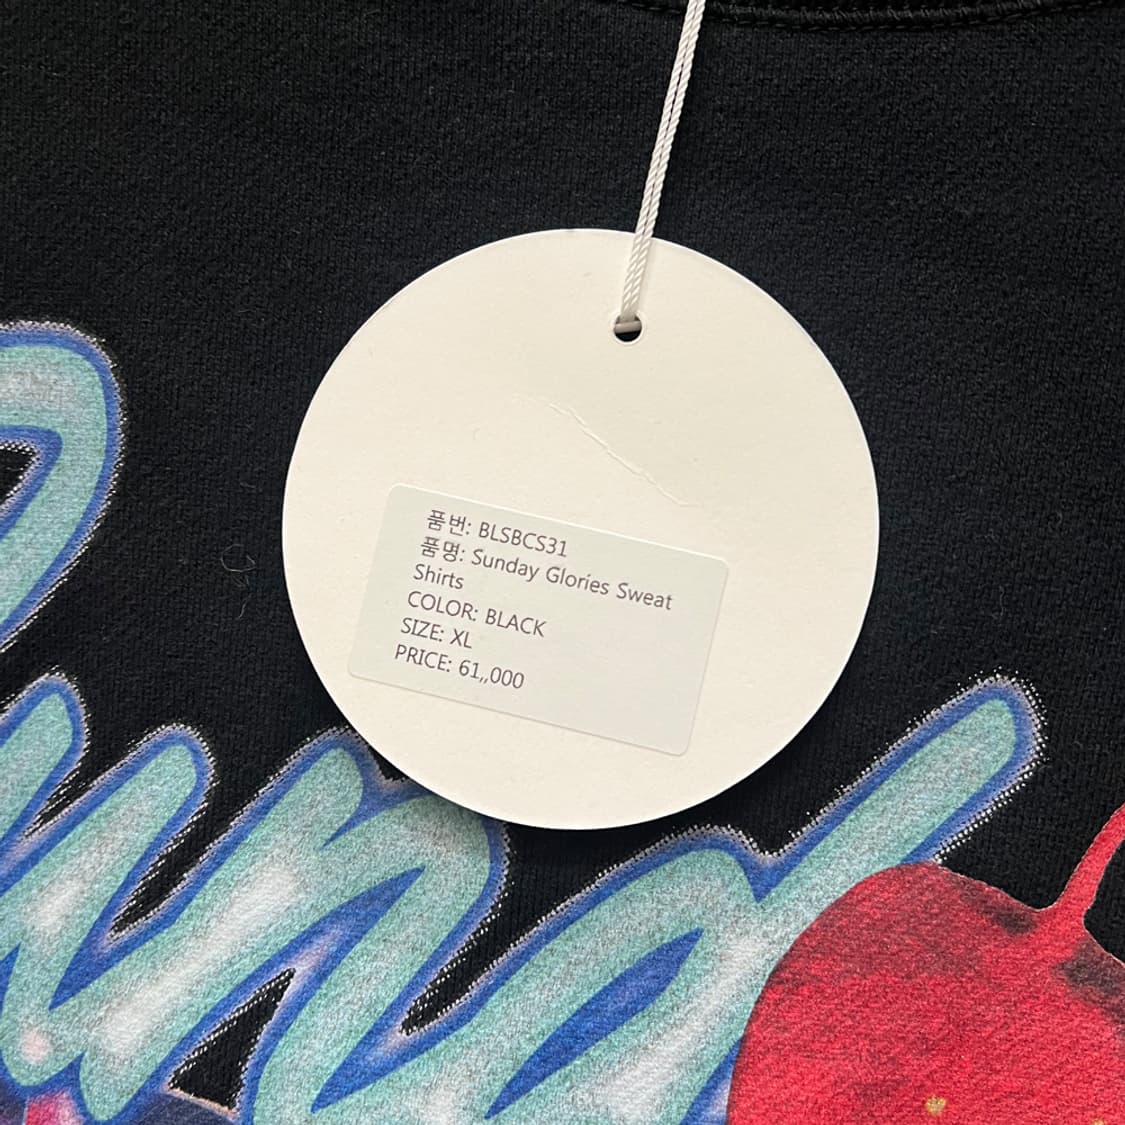 품번: BLSBCS31
품명: Sunday Glories Sweat
Shirts
COLOR: BLACK
SIZE: XL
PRICE: 61,,000